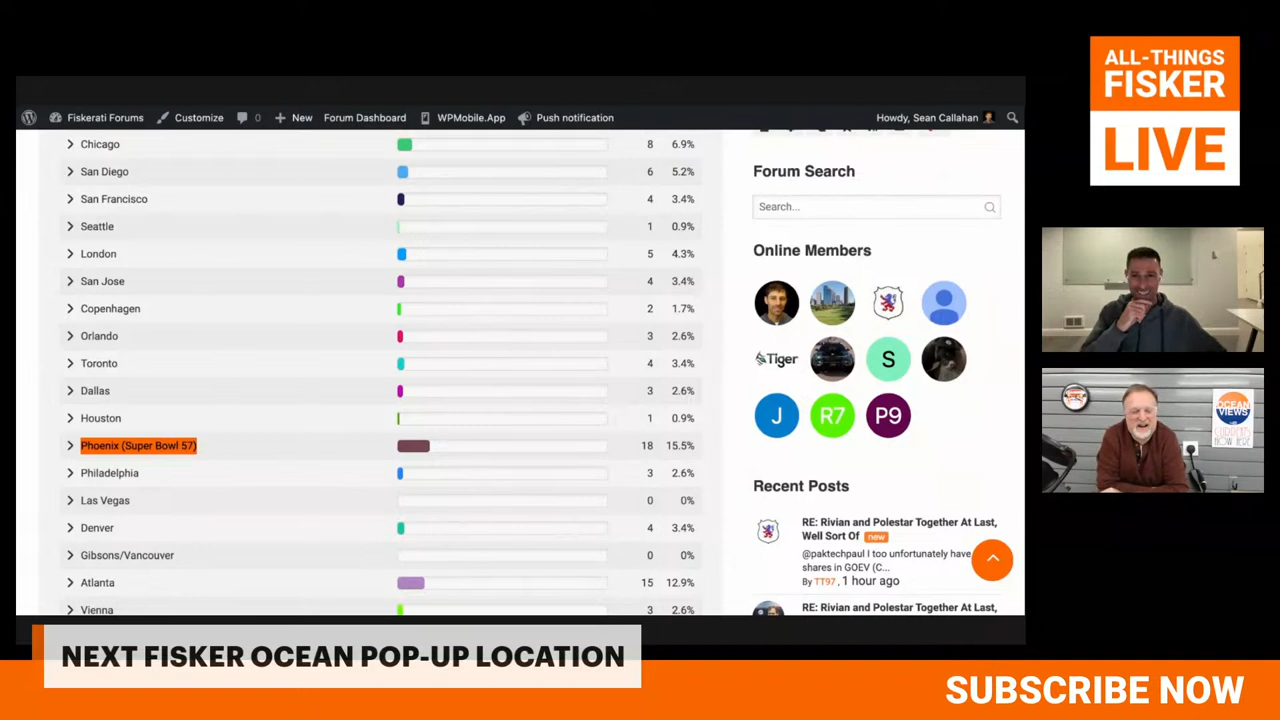 ALL-THINGS
FISKER
LIVE
Fiskerati Forums
Customize
0
New
Forum Dashboard
WPMobile.App
Push notification
Howdy, Sean Callahan
Chicago 8 6.9%
San Diego 6 5.2%
San Francisco 4 3.4%
Seattle 1 0.9%
London 5 4.3%
San Jose 4 3.4%
Copenhagen 2 1.7%
Orlando 3 2.6%
Toronto 4 3.4%
Dallas 3 2.6%
Houston 1 0.9%
Phoenix (Super Bowl 57) 18 15.5%
Philadelphia 3 2.6%
Las Vegas 0 0%
Denver 4 3.4%
Gibsons/Vancouver 0 0%
Atlanta 15 12.9%
Vienna 3 2.6%
Forum Search
Search...
Online Members
Tiger
S
J
R7
P9
Recent Posts
RE: Rivian and Polestar Together At Last,
Well Sort Of new
@paktechpaul I too unfortunately have
shares in GOEV (C...
By TT97 , 1 hour ago
RE: Rivian and Polestar Together At Last,
OCEAN
VIEWS
NEXT FISKER OCEAN POP-UP LOCATION
SUBSCRIBE NOW